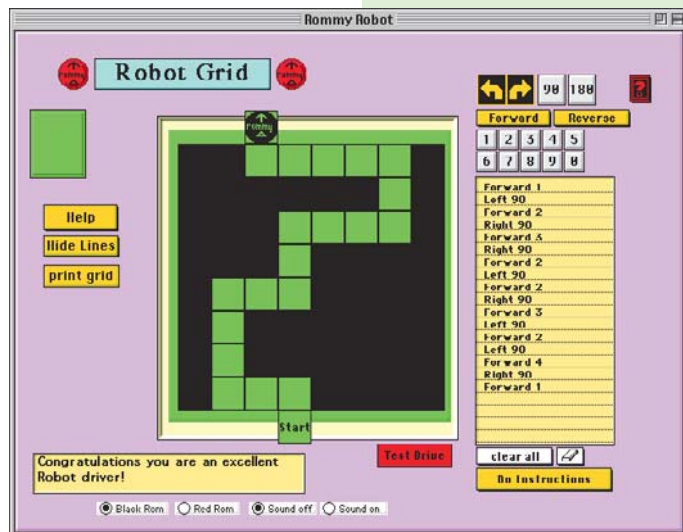 Rommy Robot
rommy
Robot Grid
rommy
90
180
rommy
Forward
Reverse
1 2 3 4 5
6 7 8 9 0
Help
Hide Lines
print grid
Forward 1
Left 90
Forward 2
Right 90
Forward 3
Right 90
Forward 2
Left 90
Forward 2
Right 90
Forward 3
Left 90
Forward 2
Left 90
Forward 4
Right 90
Forward 1
Start
Test Drive
clear all
Do Instructions
Congratulations you are an excellent
Robot driver!
Black Rom
Red Rom
Sound off
Sound on